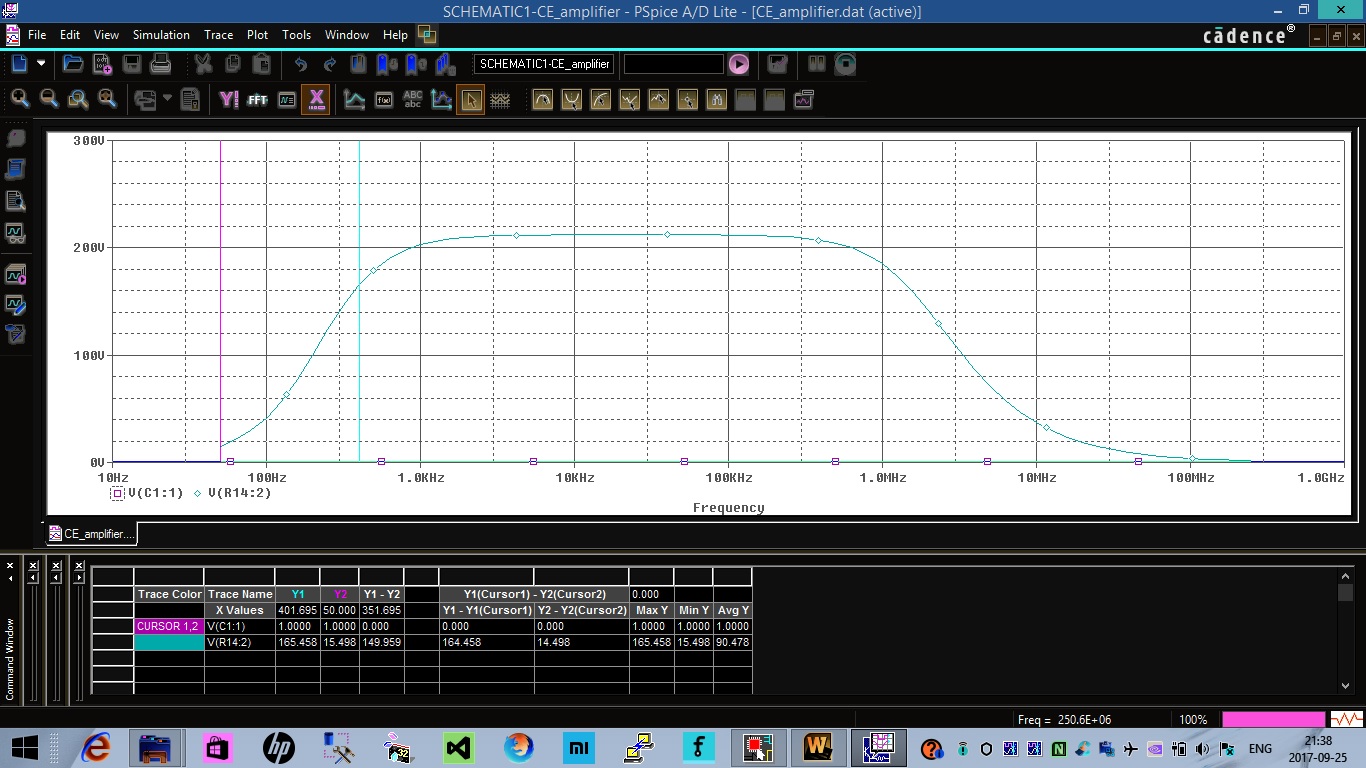 SCHEMATIC1-CE_amplifier - PSpice A/D Lite - [CE_amplifier.dat (active)]
File Edit View Simulation Trace Plot Tools Window Help
cādence®
SCHEMATIC1-CE_amplifier
FFT
ABC
abc
300V
200V
100V
0V
10Hz 100Hz 1.0KHz 10KHz 100KHz 1.0MHz 10MHz 100MHz 1.0GHz
V(C1:1) V(R14:2)
Frequency
CE_amplifier....
Trace Color Trace Name Y1 Y2 Y1 - Y2 Y1(Cursor1) - Y2(Cursor2) 0.000
X Values 401.695 50.000 351.695 Y1 - Y1(Cursor1) Y2 - Y2(Cursor2) Max Y Min Y Avg Y
CURSOR 1,2 V(C1:1) 1.0000 1.0000 0.000 0.000 0.000 1.0000 1.0000 1.0000
V(R14:2) 165.458 15.498 149.959 164.458 14.498 165.458 15.498 90.478
Command Window
Freq = 250.6E+06 100%
hp
mi
f
W
N
ENG
21:38
2017-09-25